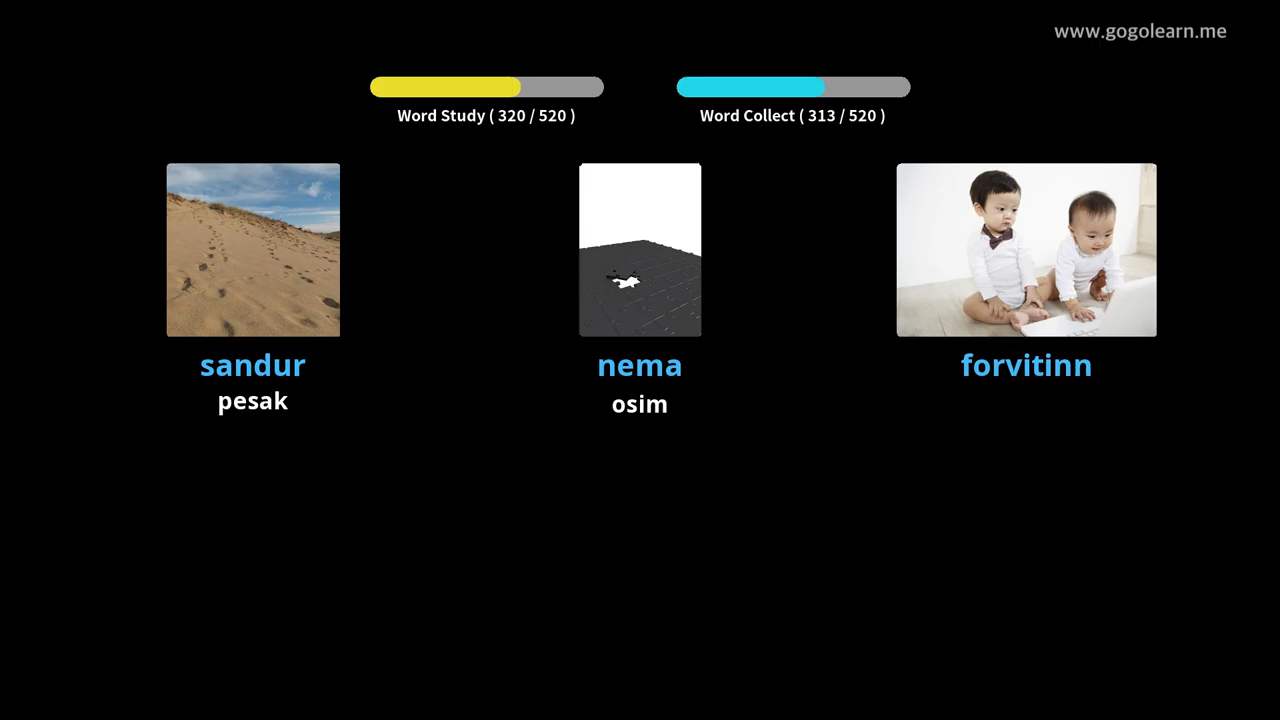 www.gogolearn.me
Word Study ( 320 / 520 )
Word Collect ( 313 / 520 )
sandur
pesak
nema
osim
forvitinn